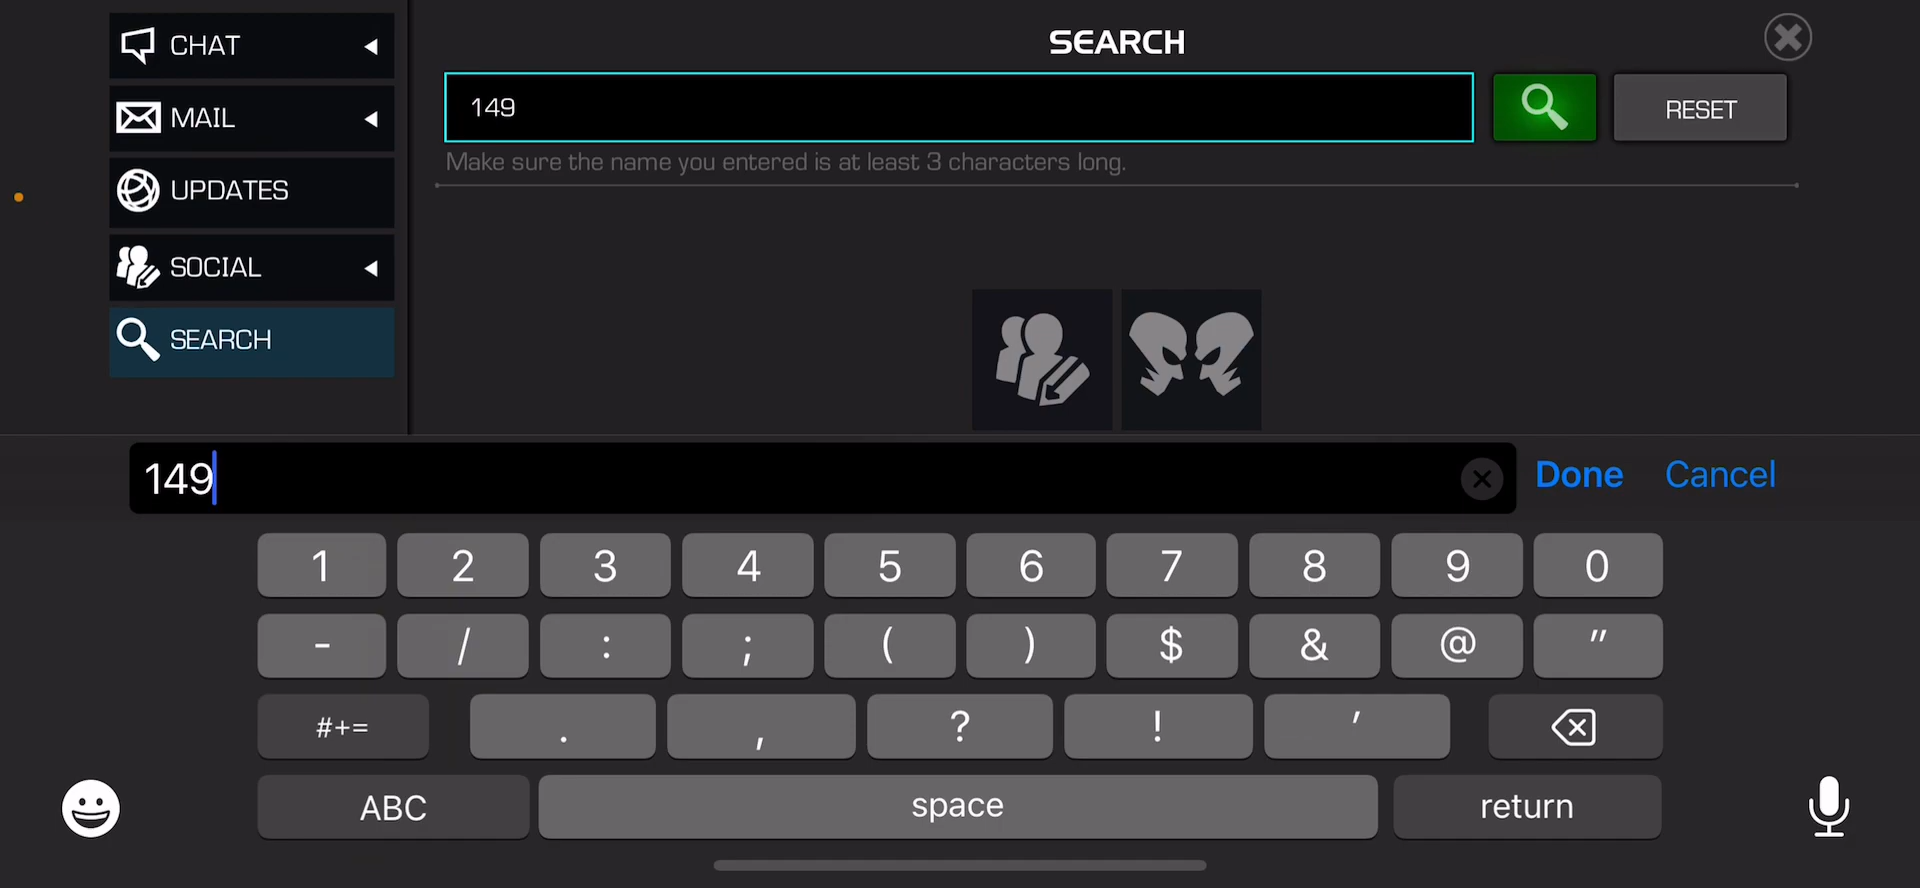 CHAT
MAIL
UPDATES
SOCIAL
SEARCH
SEARCH
149
RESET
Make sure the name you entered is at least 3 characters long.
149
Done
Cancel
1 2 3 4 5 6 7 8 9 0
- / : ; ( ) $ & @ "
#+= . , ? ! '
ABC space return